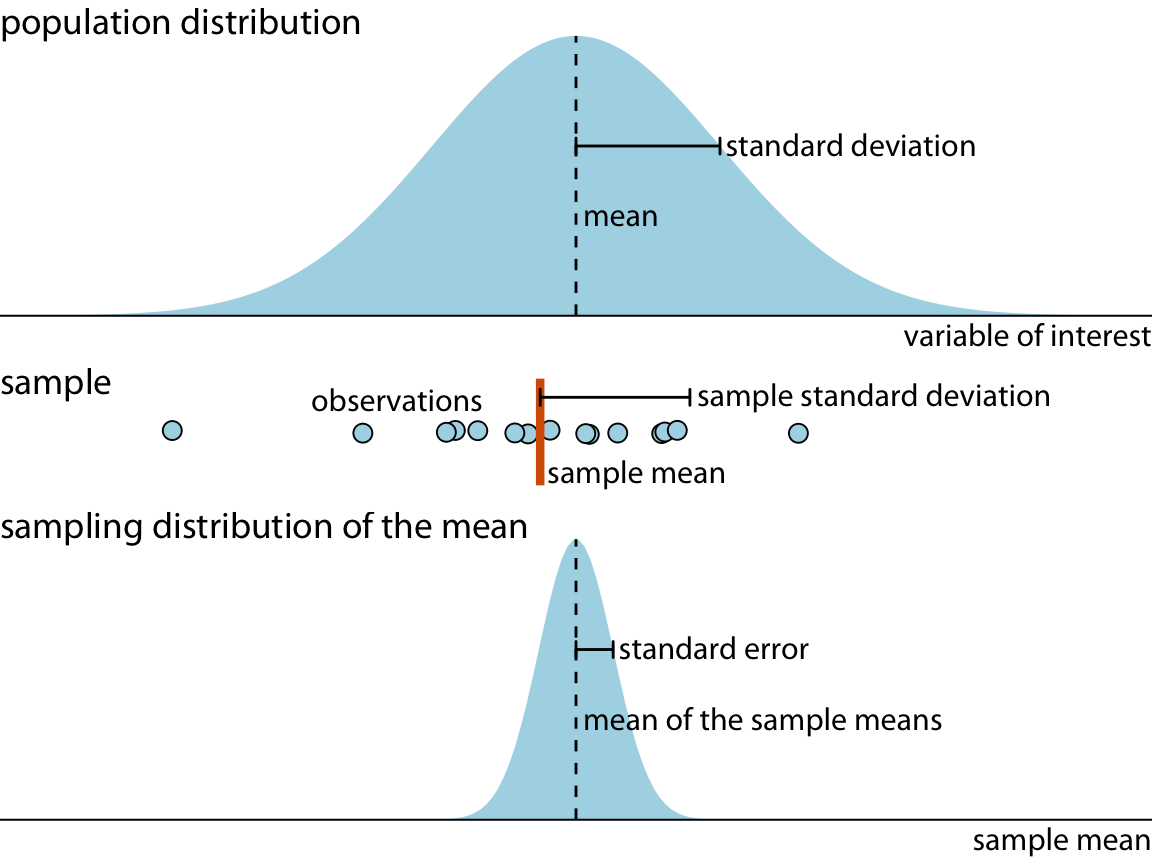 population distribution
standard deviation
mean
variable of interest
sample
observations
sample standard deviation
sample mean
sampling distribution of the mean
standard error
mean of the sample means
sample mean